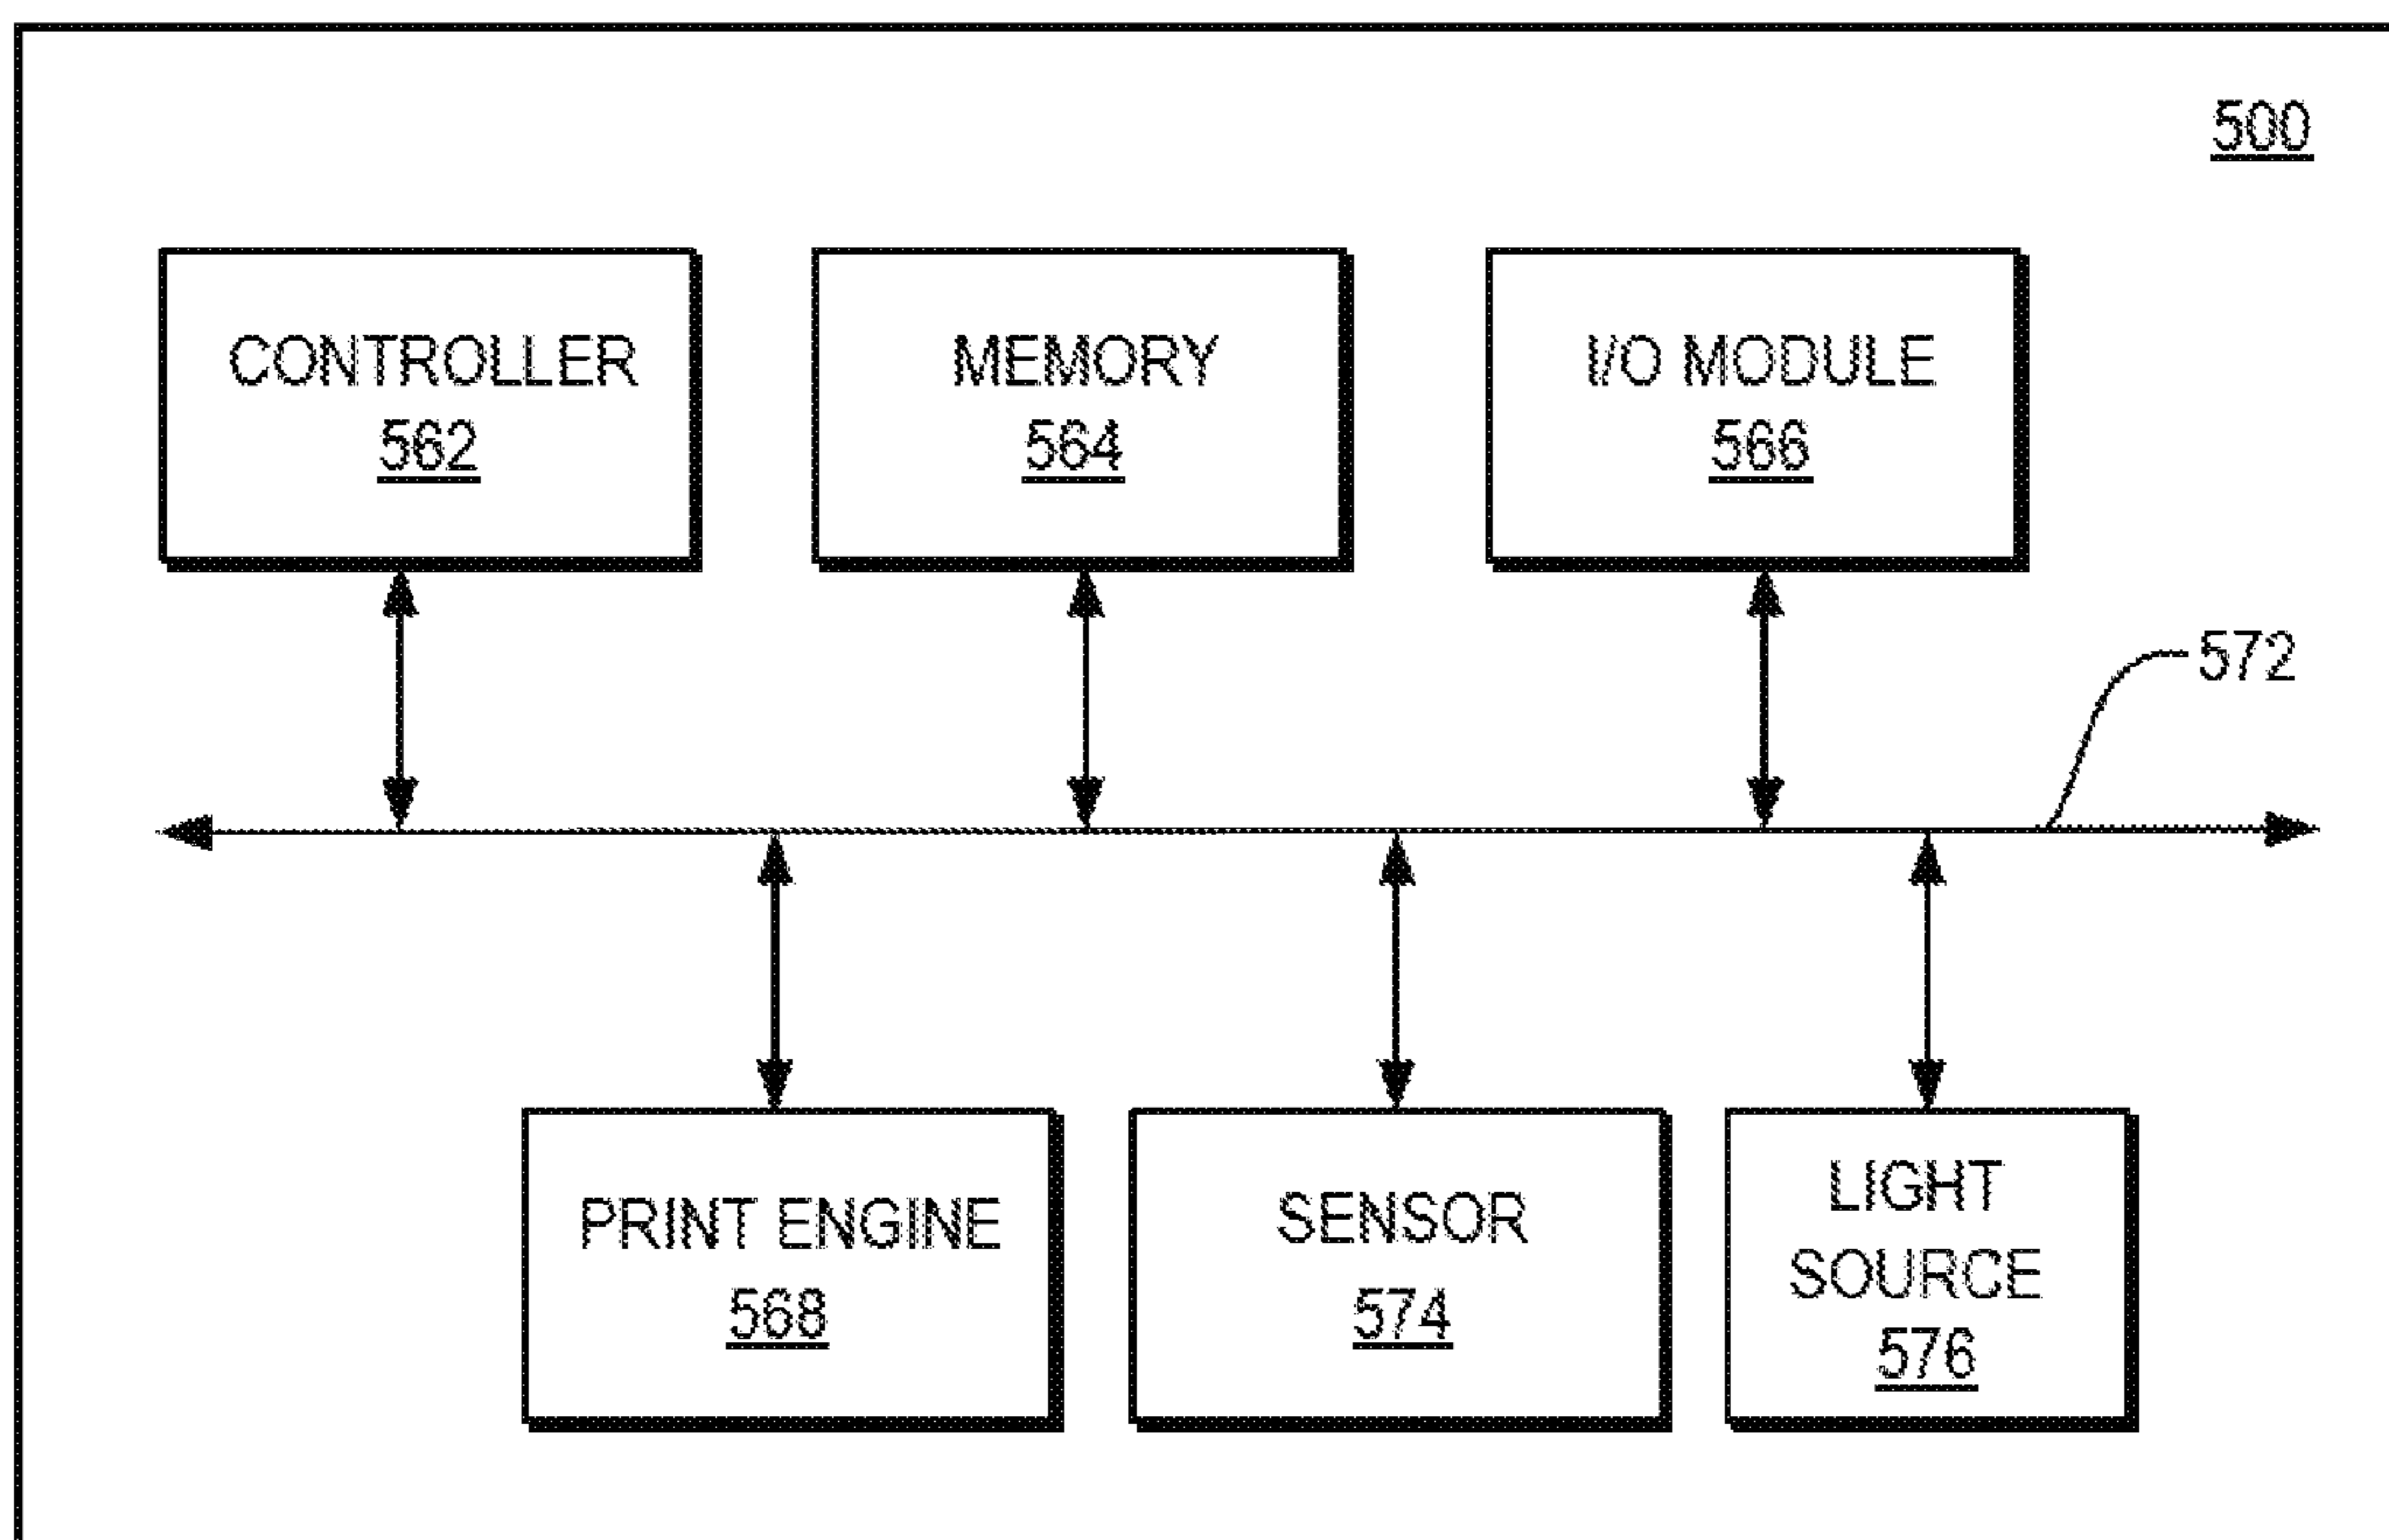 500
CONTROLLER
562
MEMORY
564
I/O MODULE
566
572
PRINT ENGINE
568
SENSOR
574
LIGHT
SOURCE
576